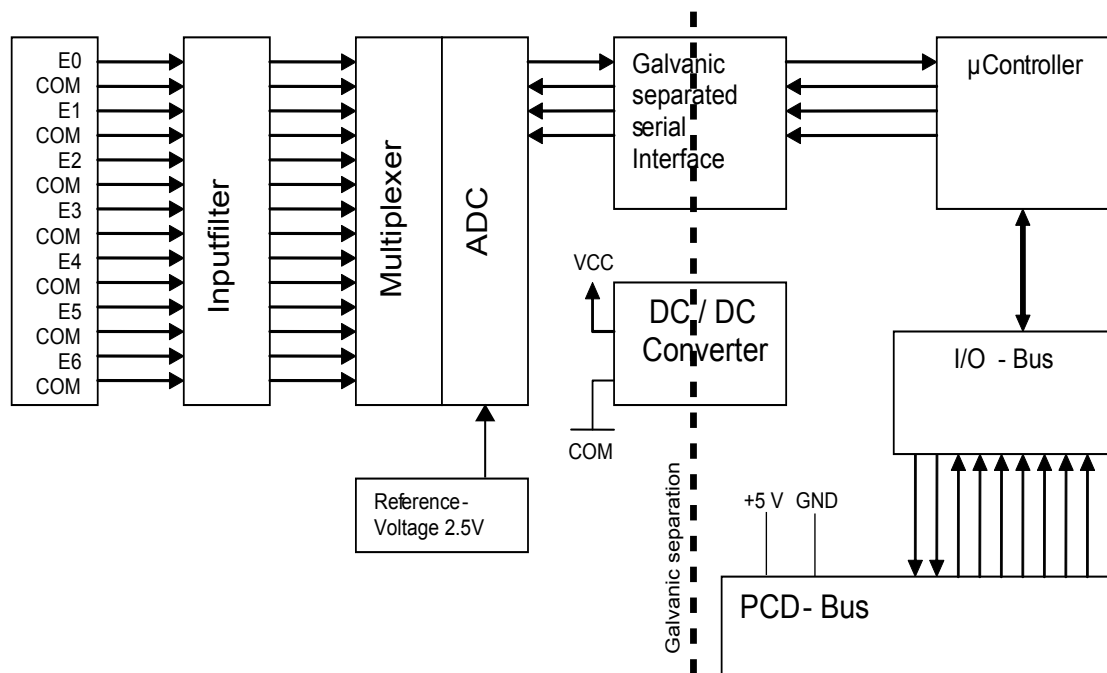 E0
COM
E1
COM
E2
COM
E3
COM
E4
COM
E5
COM
E6
COM
Inputfilter
Multiplexer
ADC
Reference-
Voltage 2.5V
Galvanic
separated
serial
Interface
µController
VCC
DC / DC
Converter
COM
I/O - Bus
Galvanic separation
+5 V GND
PCD- Bus